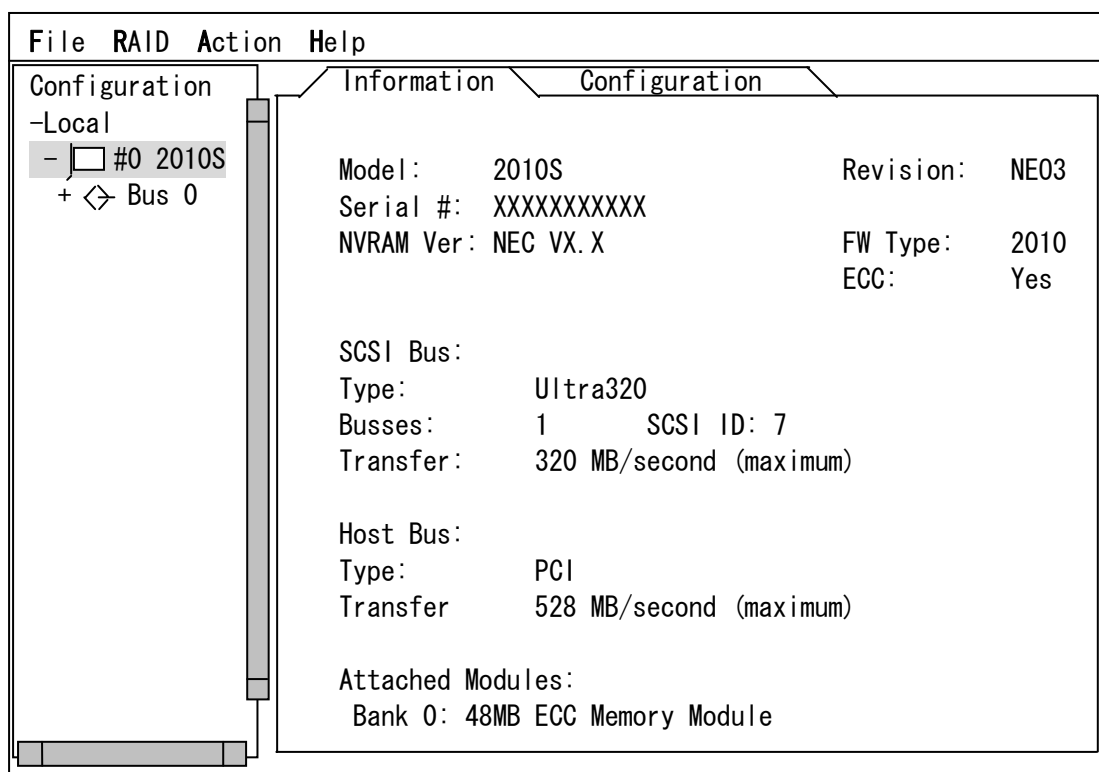 File RAID Action Help
Configuration
-Local
- #0 2010S
+ Bus 0
Information Configuration
Model: 2010S Revision: NE03
Serial #: XXXXXXXXXXX
NVRAM Ver: NEC VX.X FW Type: 2010
ECC: Yes
SCSI Bus:
Type: Ultra320
Busses: 1 SCSI ID: 7
Transfer: 320 MB/second (maximum)
Host Bus:
Type: PCI
Transfer 528 MB/second (maximum)
Attached Modules:
Bank 0: 48MB ECC Memory Module